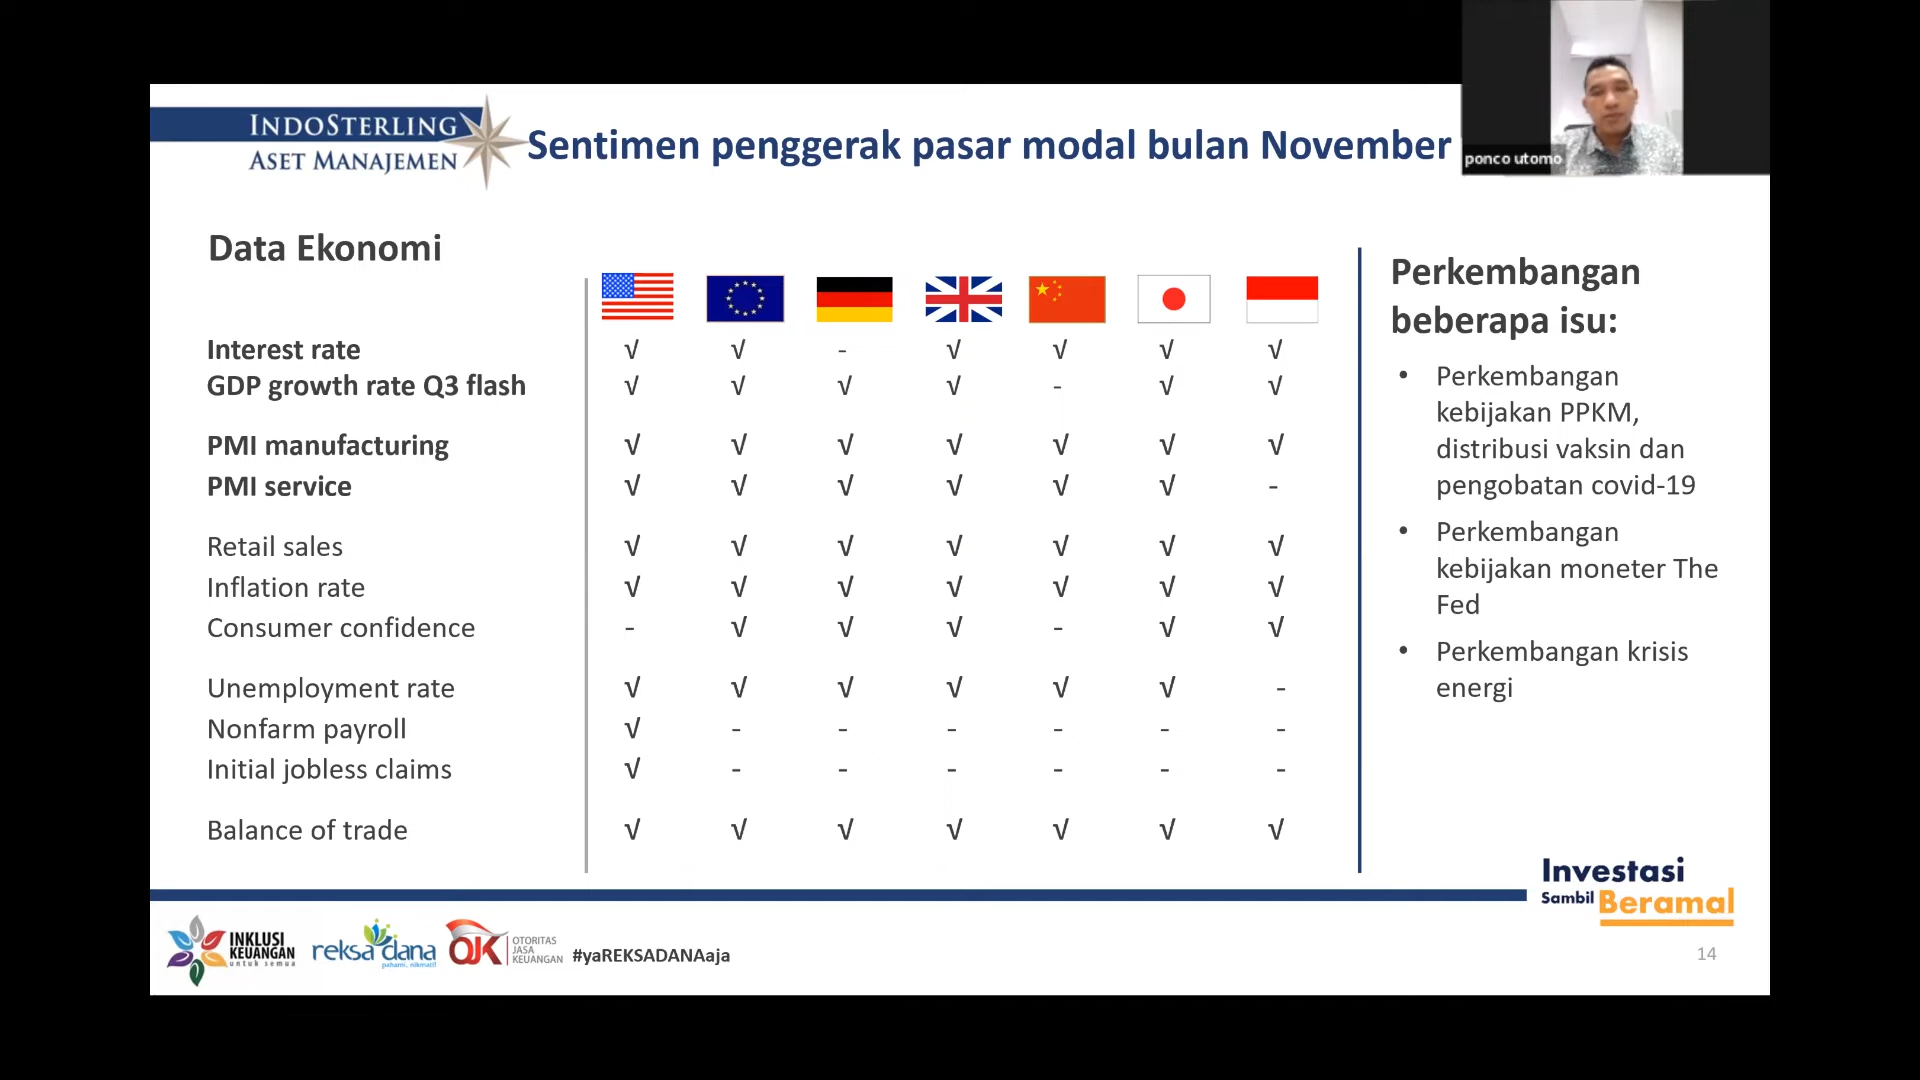 INDOSTERLING
ASET MANAJEMEN
Sentimen penggerak pasar modal bulan November
ponco utomo
Data Ekonomi
Interest rate √ √ - √ √ √ √
GDP growth rate Q3 flash √ √ √ √ - √ √
PMI manufacturing √ √ √ √ √ √ √
PMI service √ √ √ √ √ √ -
Retail sales √ √ √ √ √ √ √
Inflation rate √ √ √ √ √ √ √
Consumer confidence - √ √ √ - √ √
Unemployment rate √ √ √ √ √ √ -
Nonfarm payroll √ - - - - - -
Initial jobless claims √ - - - - - -
Balance of trade √ √ √ √ √ √ √
Perkembangan
beberapa isu:
• Perkembangan
kebijakan PPKM,
distribusi vaksin dan
pengobatan covid-19
• Perkembangan
kebijakan moneter The
Fed
• Perkembangan krisis
energi
Investasi
Sambil Beramal
INKLUSI
KEUANGAN
untuk semua
reksa dana
pahami, nikmati!
OJK
OTORITAS
JASA
KEUANGAN
#yaREKSADANAaja
14